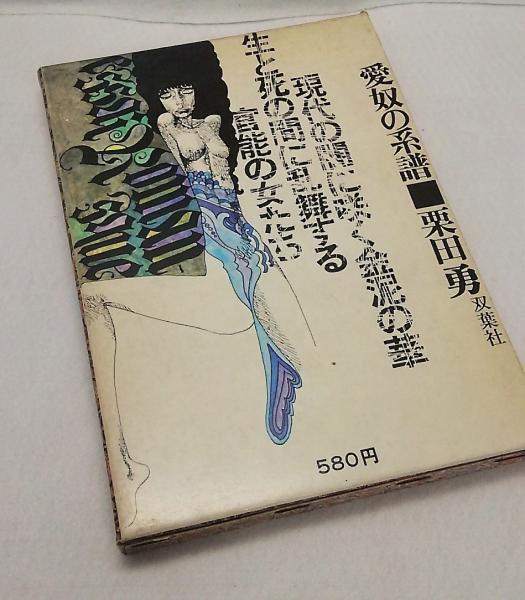 愛奴の系譜■栗田勇
双葉社
現代の闇に咲く金泥の華
生と死の間に乱舞する
官能の女たち
580円